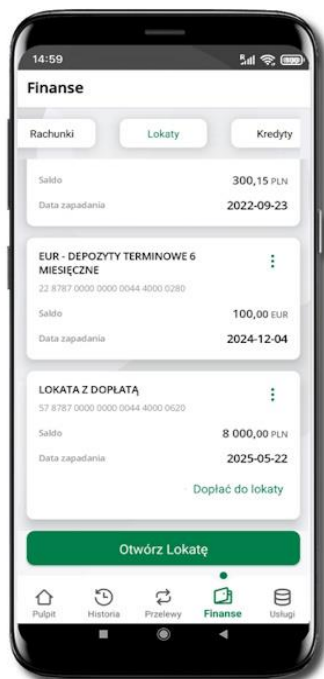 14:59
Finanse
Rachunki Lokaty Kredyty
Saldo 300,15 PLN
Data zapadania 2022-09-23
EUR - DEPOZYTY TERMINOWE 6
MIESIĘCZNE
22 8787 0000 0000 0044 4000 0280
Saldo 100,00 EUR
Data zapadania 2024-12-04
LOKATA Z DOPŁATĄ
57 8787 0000 0000 0044 4000 0620
Saldo 8 000,00 PLN
Data zapadania 2025-05-22
Dopłać do lokaty
Otwórz Lokatę
Pulpit Historia Przelewy Finanse Usługi